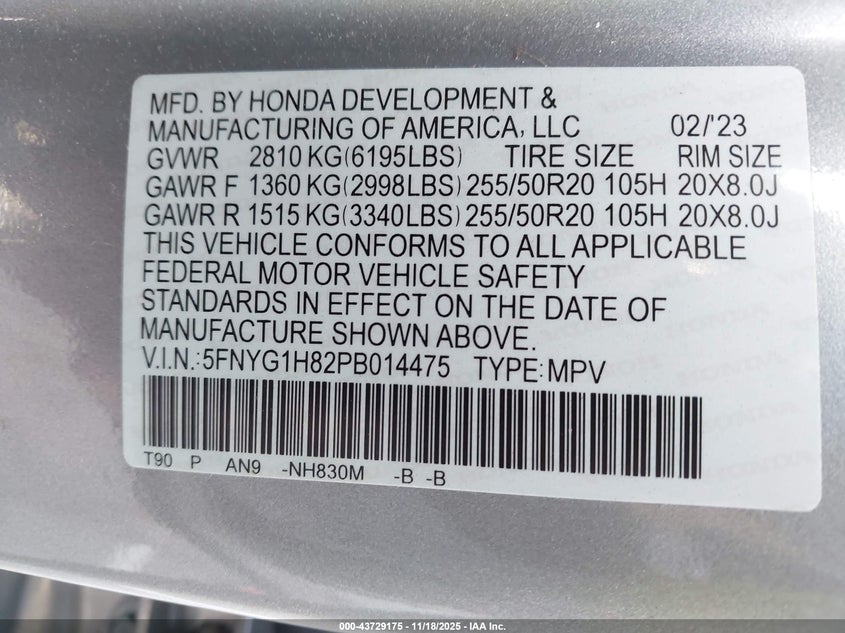 MFD. BY HONDA DEVELOPMENT &
MANUFACTURING OF AMERICA, LLC 02/'23
GVWR 2810 KG(6195LBS) TIRE SIZE RIM SIZE
GAWR F 1360 KG(2998LBS) 255/50R20 105H 20X8.0J
GAWR R 1515 KG(3340LBS) 255/50R20 105H 20X8.0J
THIS VEHICLE CONFORMS TO ALL APPLICABLE
FEDERAL MOTOR VEHICLE SAFETY
STANDARDS IN EFFECT ON THE DATE OF
MANUFACTURE SHOWN ABOVE.
V.I.N.:5FNYG1H82PB014475 TYPE:MPV
T90 P AN9 -NH830M -B -B
000-43729175 - 11/18/2025 - IAA Inc.